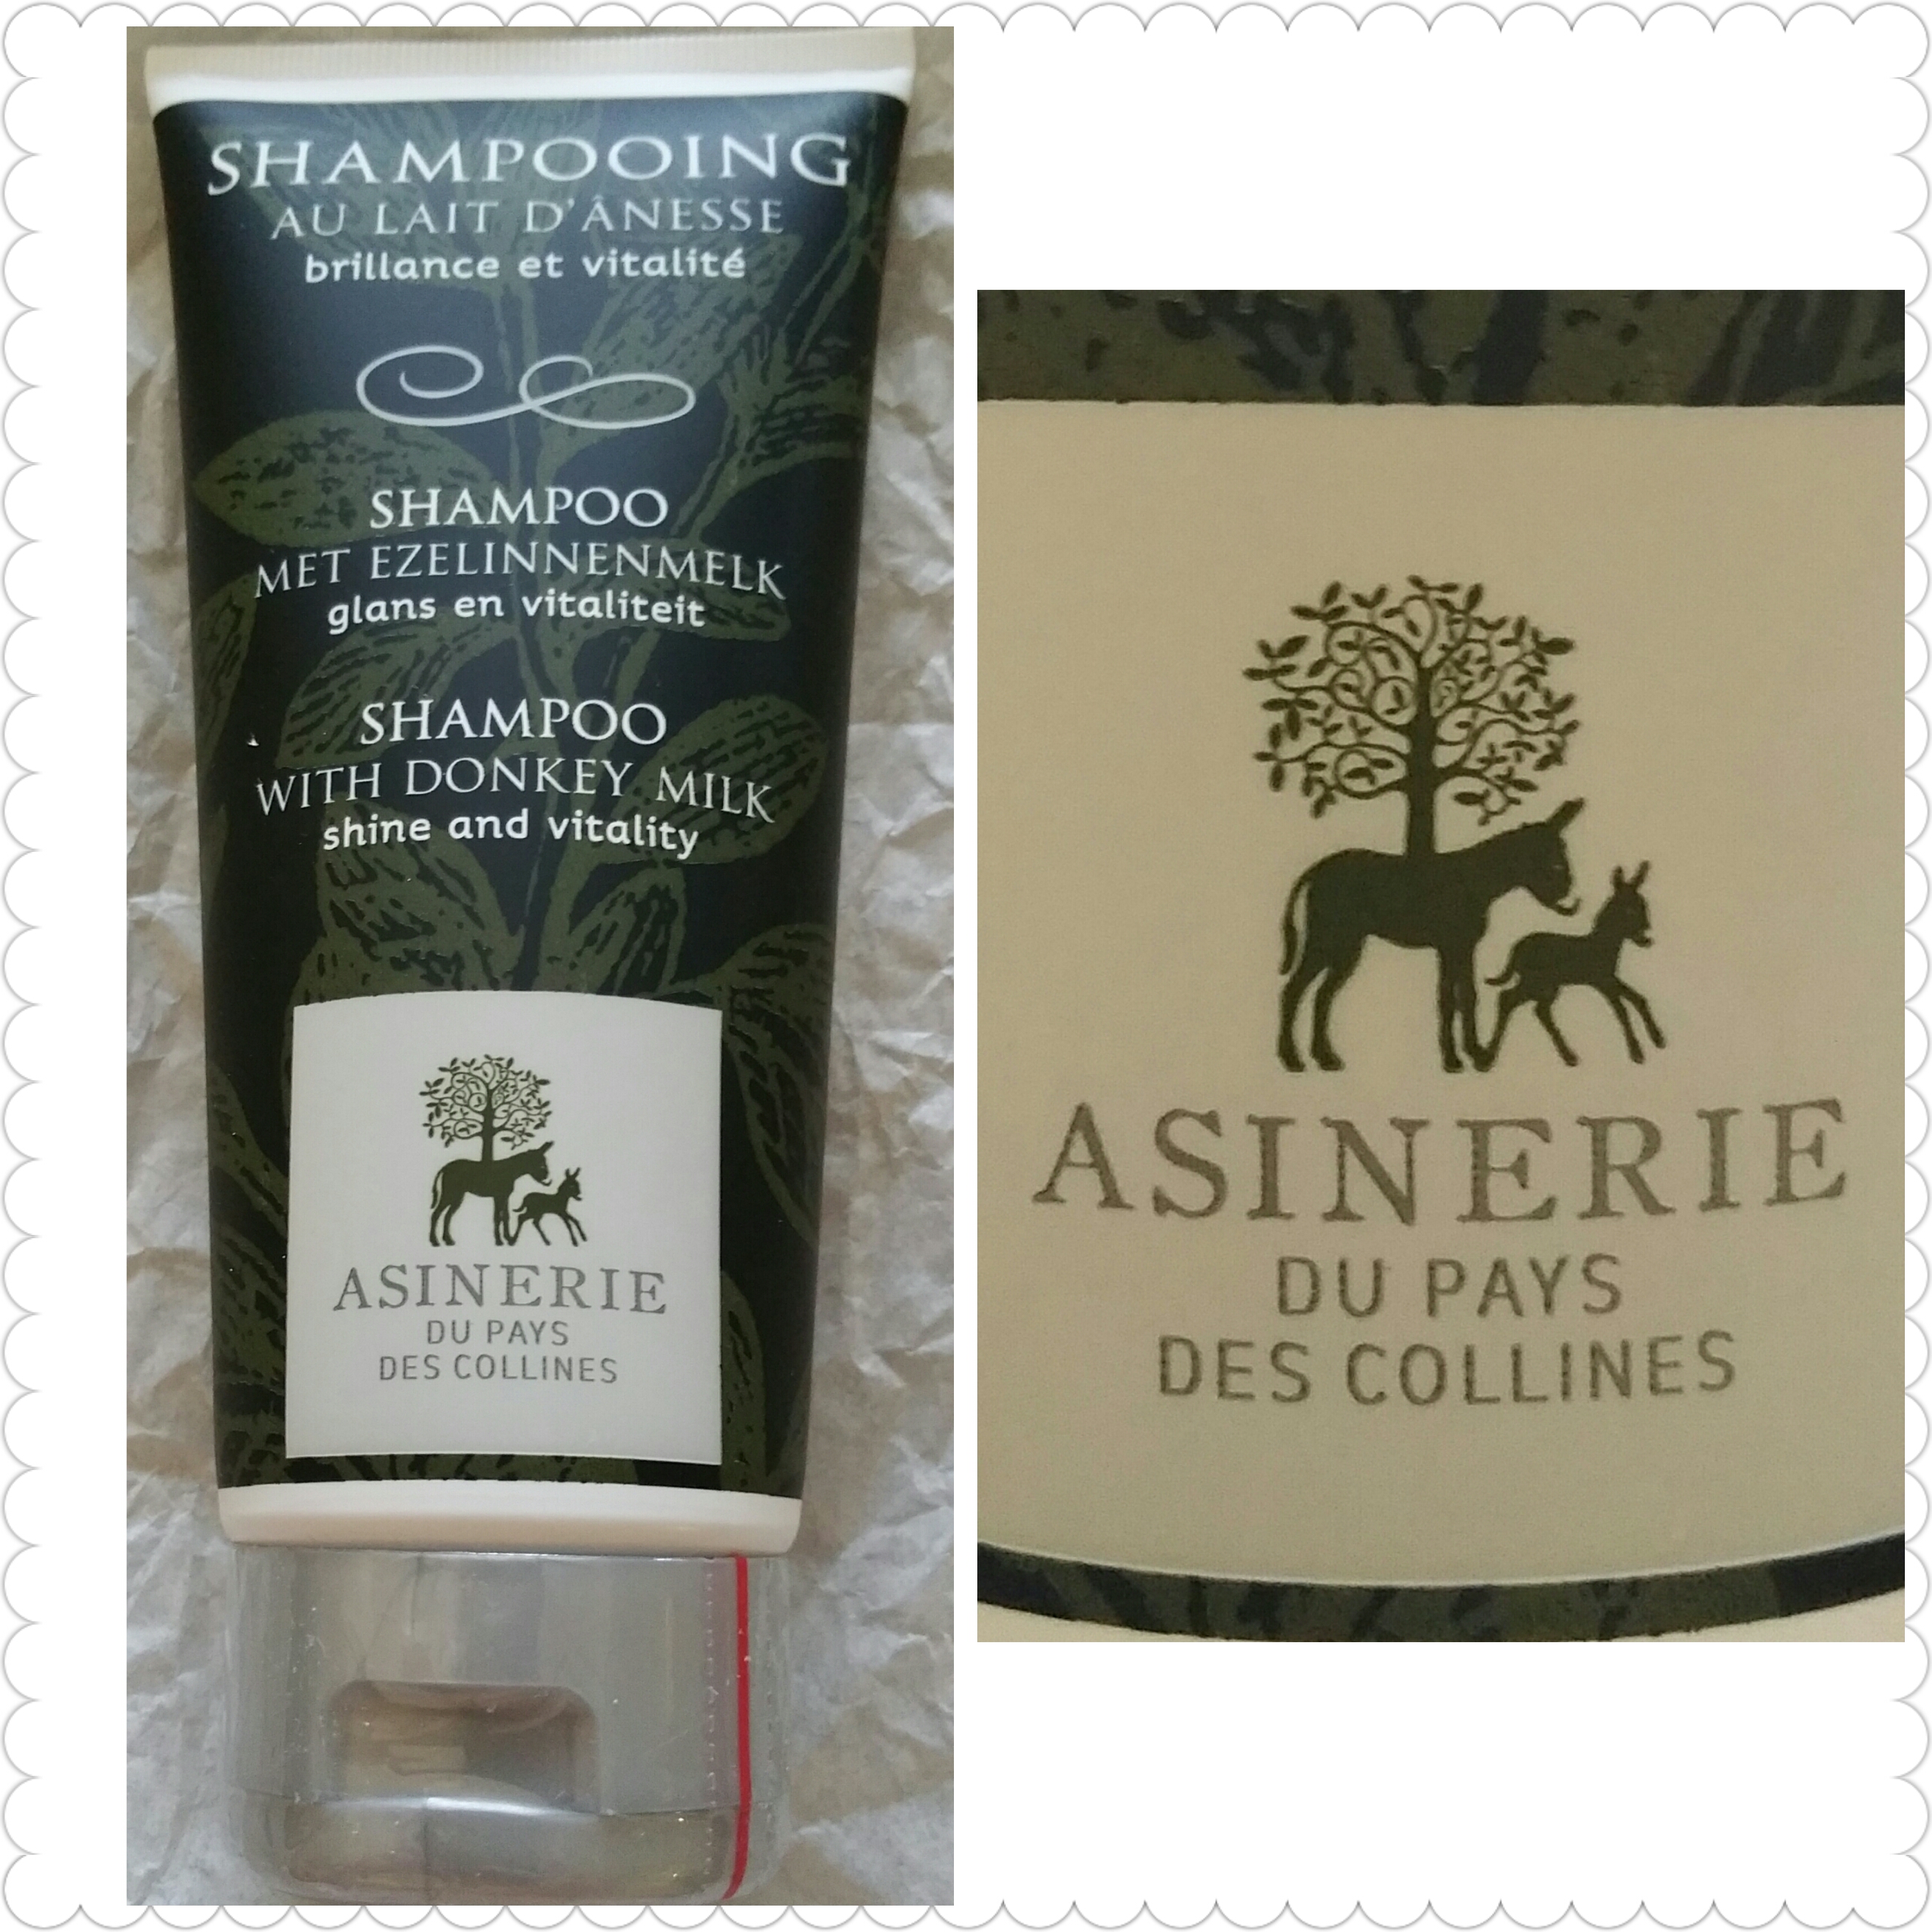 SHAMPOOING
AU LAIT D'ÂNESSE
brillance et vitalité
SHAMPOO
MET EZELINNENMELK
glans en vitaliteit
SHAMPOO
WITH DONKEY MILK
shine and vitality
ASINERIE
DU PAYS
DES COLLINES
ASINERIE
DU PAYS
DES COLLINES